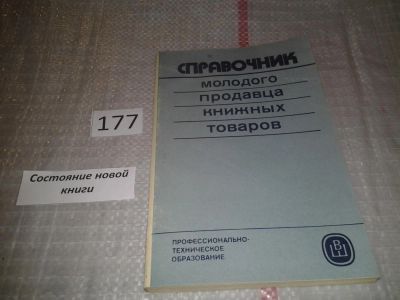 СПРАВОЧНИК
молодого
продавца
книжных
товаров
177
Состояние новой
книги
ПРОФЕССИОНАЛЬНО-
ТЕХНИЧЕСКОЕ
ОБРАЗОВАНИЕ